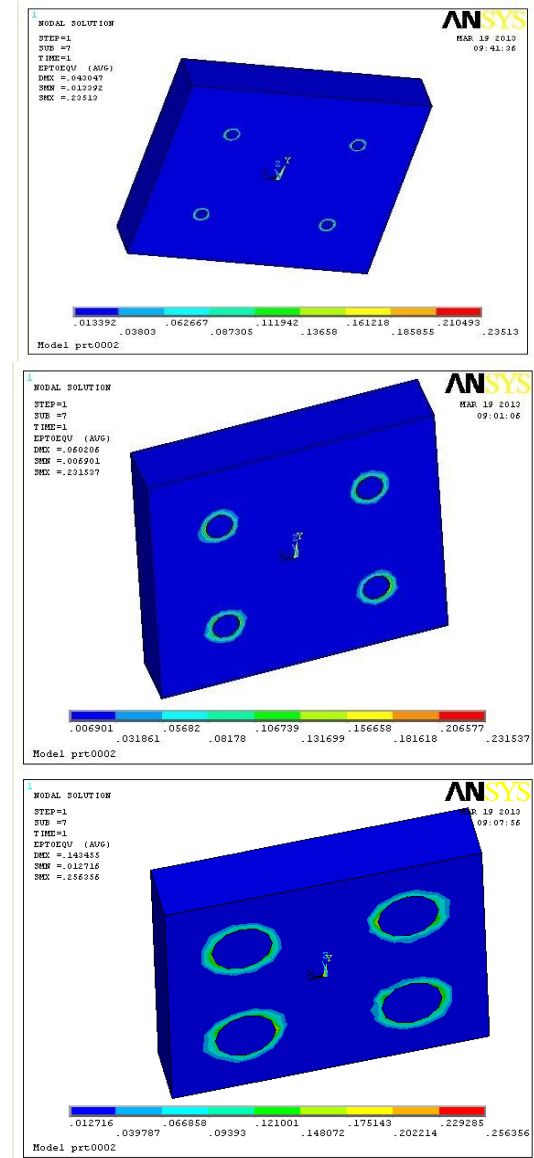 1
NODAL SOLUTION
ANSYS
STEP=1
MAR 19 2013
SUB =7
09:41:36
TIME=1
EPTOEQV (AVG)
DMX =.043047
SMN =.013392
SMX =.23513
Z Y
.013392 .062667 .111942 .161218 .210493
.03803 .087305 .13658 .185855 .23513
Model prt0002
1
NODAL SOLUTION
ANSYS
STEP=1
MAR 19 2013
SUB =7
09:01:06
TIME=1
EPTOEQV (AVG)
DMX =.060206
SMN =.006901
SMX =.231537
Z Y
.006901 .05682 .106739 .156658 .206577
.031861 .08178 .131699 .181618 .231537
Model prt0002
1
NODAL SOLUTION
ANSYS
STEP=1
MAR 19 2013
SUB =7
09:07:56
TIME=1
EPTOEQV (AVG)
DMX =.143455
SMN =.012716
SMX =.256356
Z Y
X
.012716 .066858 .121001 .175143 .229285
.039787 .09393 .148072 .202214 .256356
Model prt0002